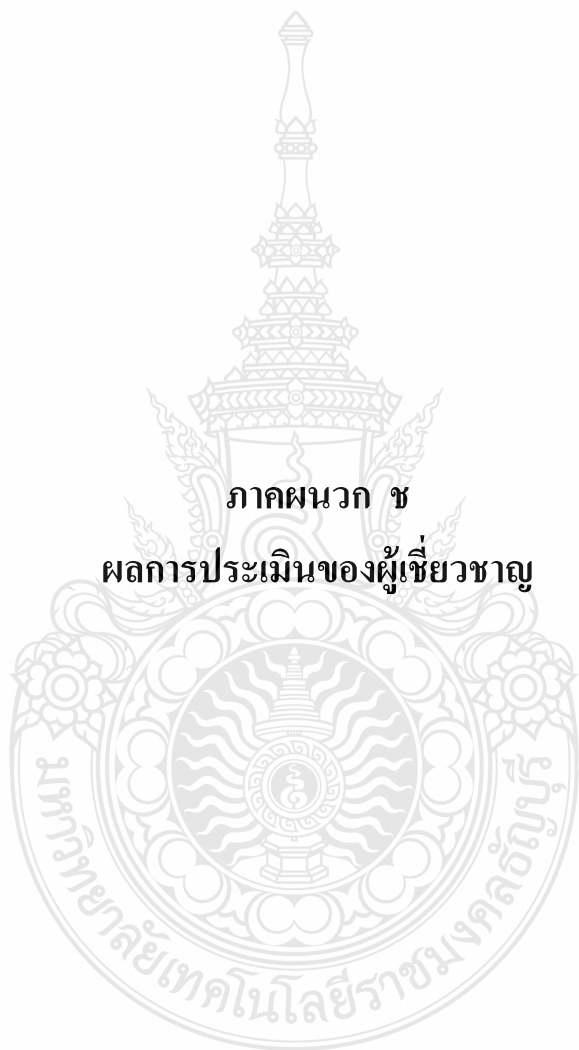 ภาคผนวก ช
ผลการประเมินของผู้เชี่ยวชาญ
มหาวิทยาลัยเทคโนโลยีราชมงคลธัญบุรี